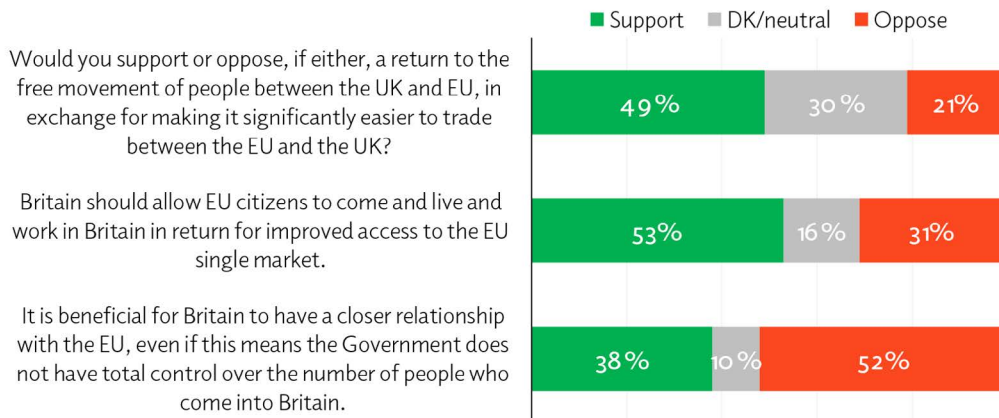 Support DK/neutral Oppose
Would you support or oppose, if either, a return to the
free movement of people between the UK and EU, in
exchange for making it significantly easier to trade
between the EU and the UK?
49% 30% 21%
Britain should allow EU citizens to come and live and
work in Britain in return for improved access to the EU
single market.
53% 16% 31%
It is beneficial for Britain to have a closer relationship
with the EU, even if this means the Government does
not have total control over the number of people who
come into Britain.
38% 10% 52%